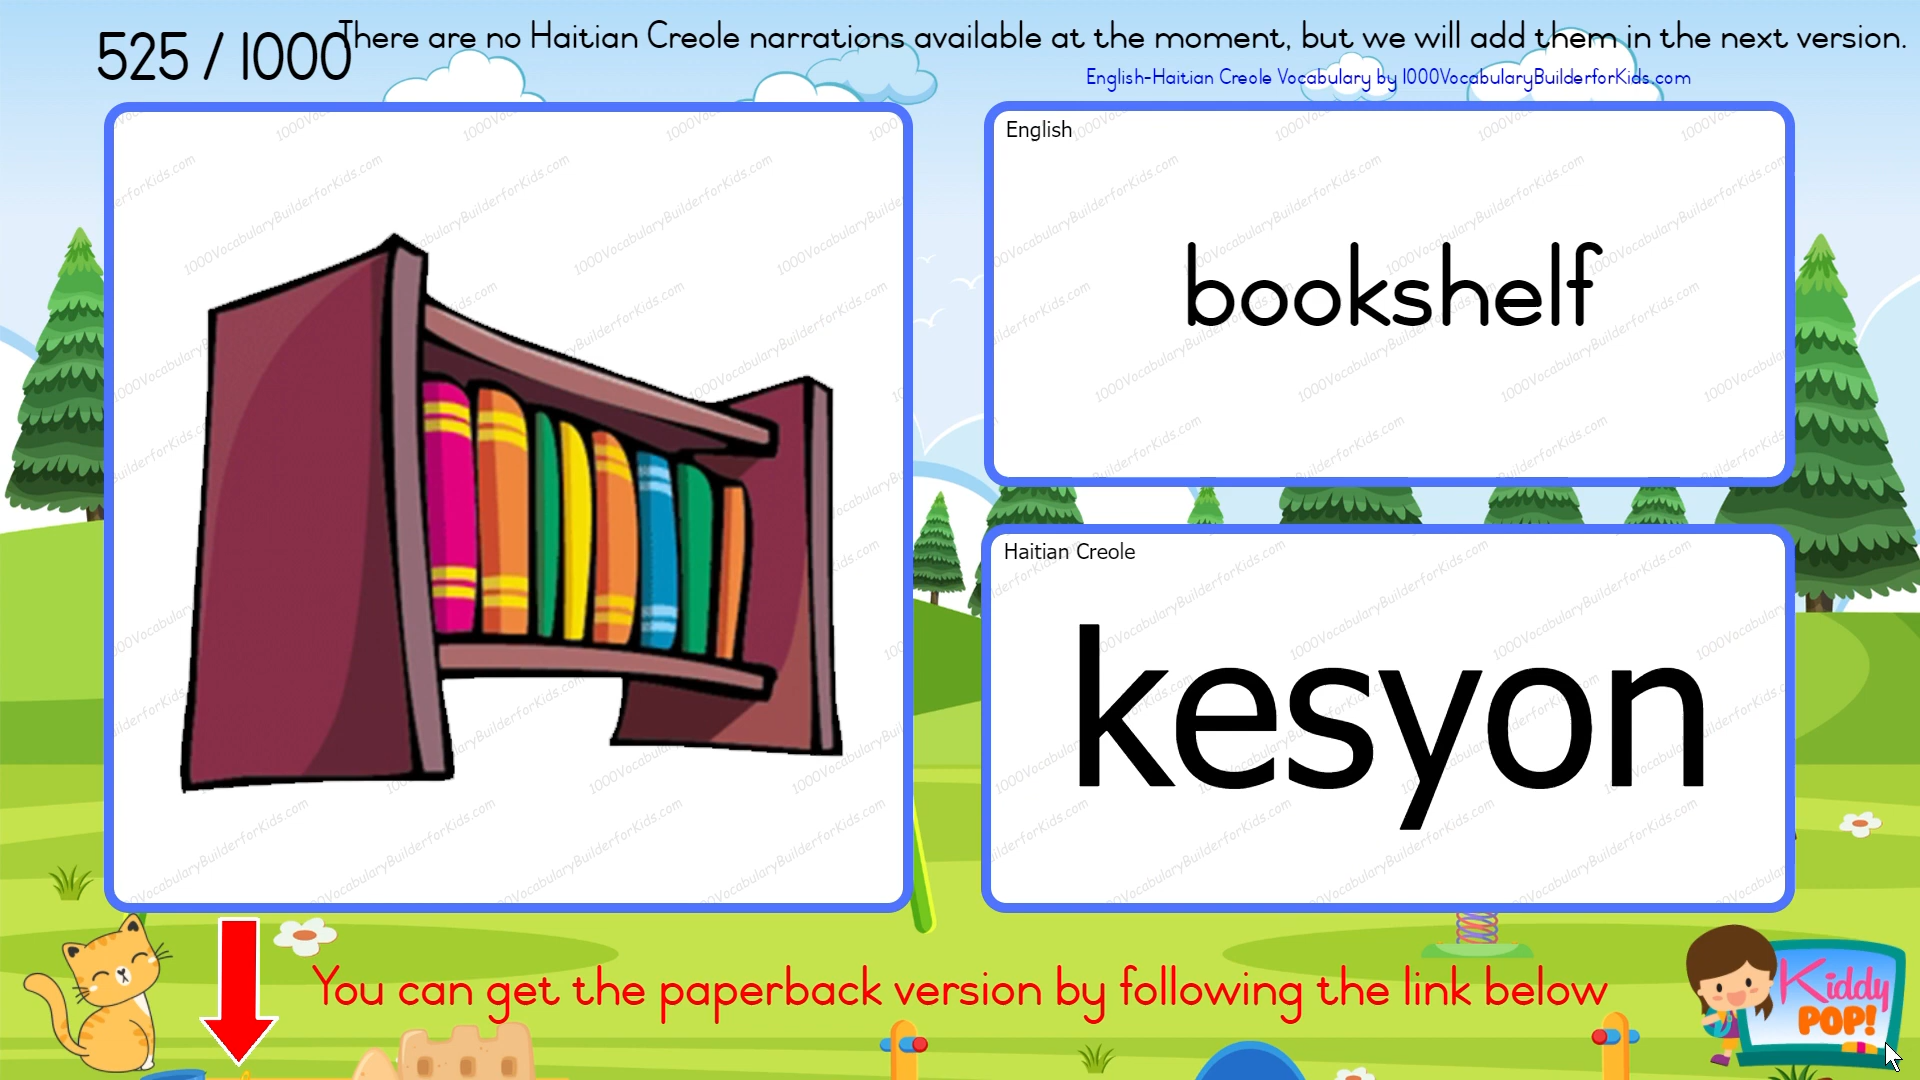 525 / 1000
There are no Haitian Creole narrations available at the moment, but we will add them in the next version.
English-Haitian Creole Vocabulary by 1000VocabularyBuilderforKids.com
English
bookshelf
Haitian Creole
kesyon
You can get the paperback version by following the link below
Kiddy
POP!
1000VocabularyBuilderforKids.com